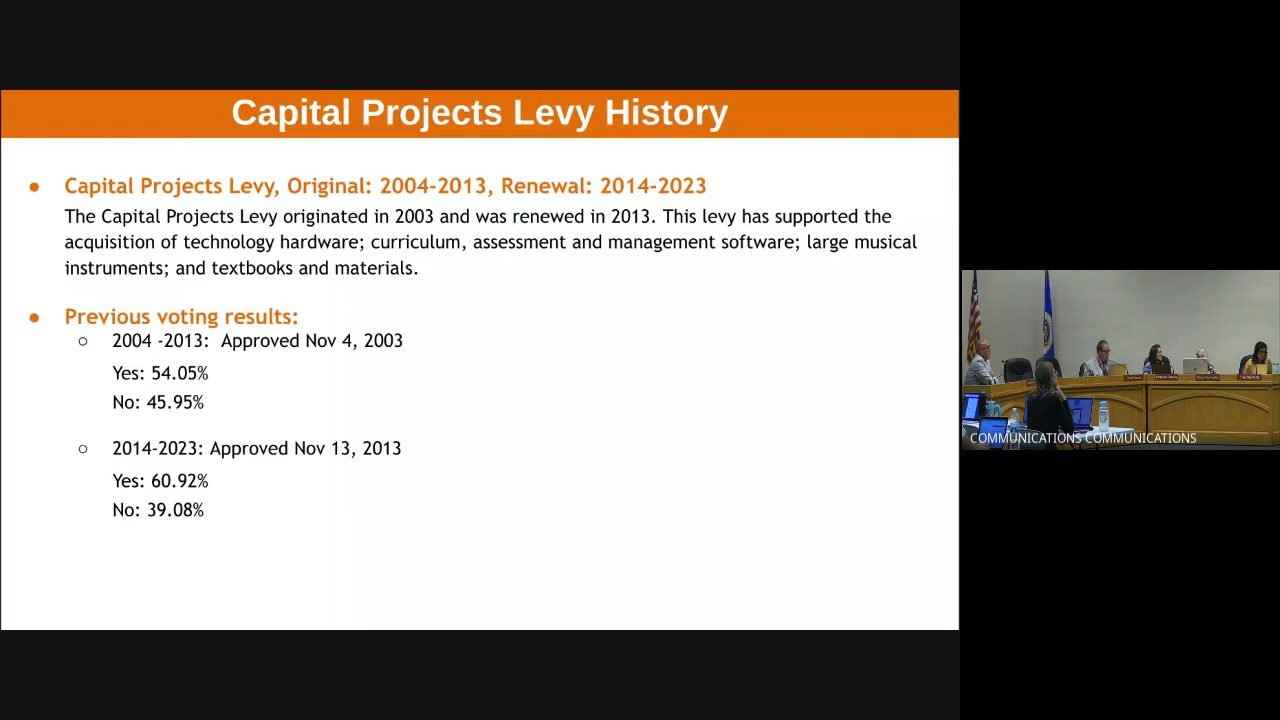 Capital Projects Levy History
● Capital Projects Levy, Original: 2004-2013, Renewal: 2014-2023
The Capital Projects Levy originated in 2003 and was renewed in 2013. This levy has supported the
acquisition of technology hardware; curriculum, assessment and management software; large musical
instruments; and textbooks and materials.
● Previous voting results:
○ 2004 -2013: Approved Nov 4, 2003
Yes: 54.05%
No: 45.95%
○ 2014-2023: Approved Nov 13, 2013
Yes: 60.92%
No: 39.08%
COMMUNICATIONS COMMUNICATIONS